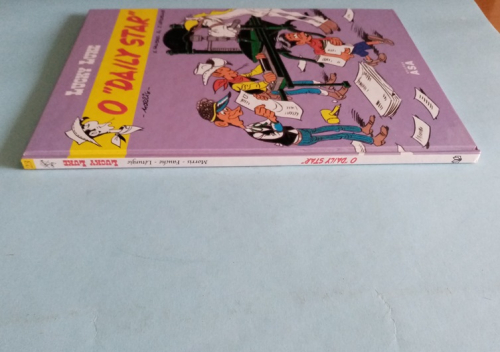 LUCKY LUKE
O "DAILY STAR"
ASA
LUCKY LUKE
Morris - Fauche - Léturgie
O "DAILY STAR"